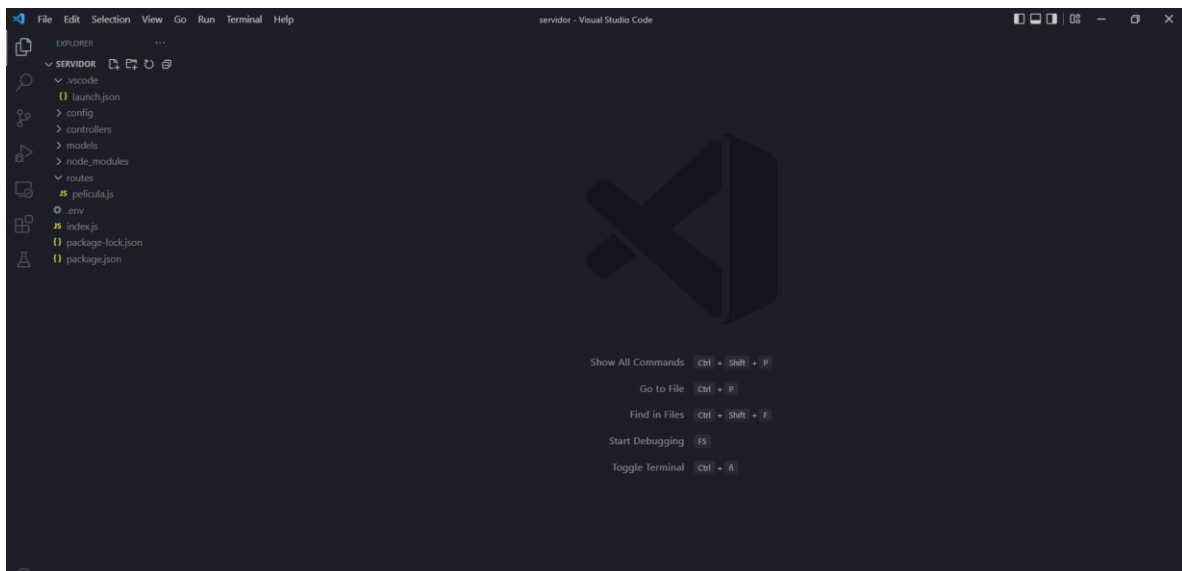 File Edit Selection View Go Run Terminal Help
servidor - Visual Studio Code
EXPLORER
SERVIDOR
.vscode
{} launch.json
config
controllers
models
node_modules
routes
JS pelicula.js
.env
JS index.js
{} package-lock.json
{} package.json
Show All Commands Ctrl + Shift + P
Go to File Ctrl + P
Find in Files Ctrl + Shift + F
Start Debugging F5
Toggle Terminal Ctrl + ñ